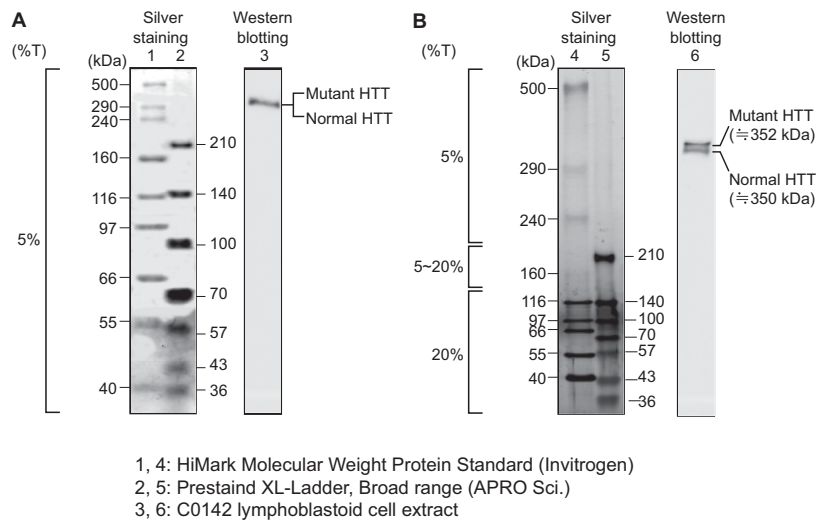 A
Silver
staining
Western
blotting
(%T)
(kDa)
1 2
3
5%
500
290
240
160
116
97
66
55
40
210
140
100
70
57
43
36
Mutant HTT
Normal HTT
B
Silver
staining
Western
blotting
(%T)
(kDa)
4 5
6
5%
5~20%
20%
500
290
240
160
116
97
66
55
40
210
140
100
70
57
43
36
Mutant HTT
(≒352 kDa)
Normal HTT
(≒350 kDa)
1, 4: HiMark Molecular Weight Protein Standard (Invitrogen)
2, 5: Prestaind XL-Ladder, Broad range (APRO Sci.)
3, 6: C0142 lymphoblastoid cell extract